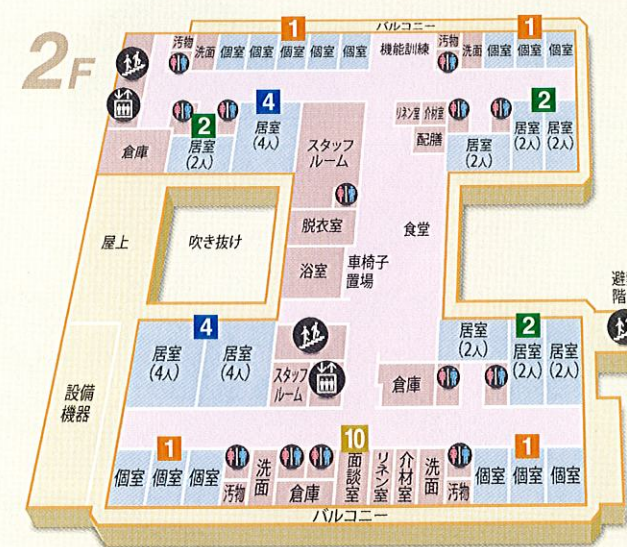 2F
バルコニー
1
1
汚物
洗面
個室
個室
個室
個室
個室
機能訓練
汚物
洗面
個室
個室
個室
4
2
2
倉庫
居室
(2人)
居室
(4人)
スタッフ
ルーム
リネン室
介材室
配膳
居室
(2人)
居室
(2人)
居室
(2人)
屋上
吹き抜け
脱衣室
食堂
浴室
車椅子
置場
4
2
居室
(4人)
居室
(4人)
スタッフ
ルーム
居室
(2人)
居室
(2人)
居室
(2人)
倉庫
設備
機器
1
10
1
個室
個室
個室
汚物
洗面
倉庫
面談室
リネン室
介材室
洗面
汚物
個室
個室
個室
バルコニー
階